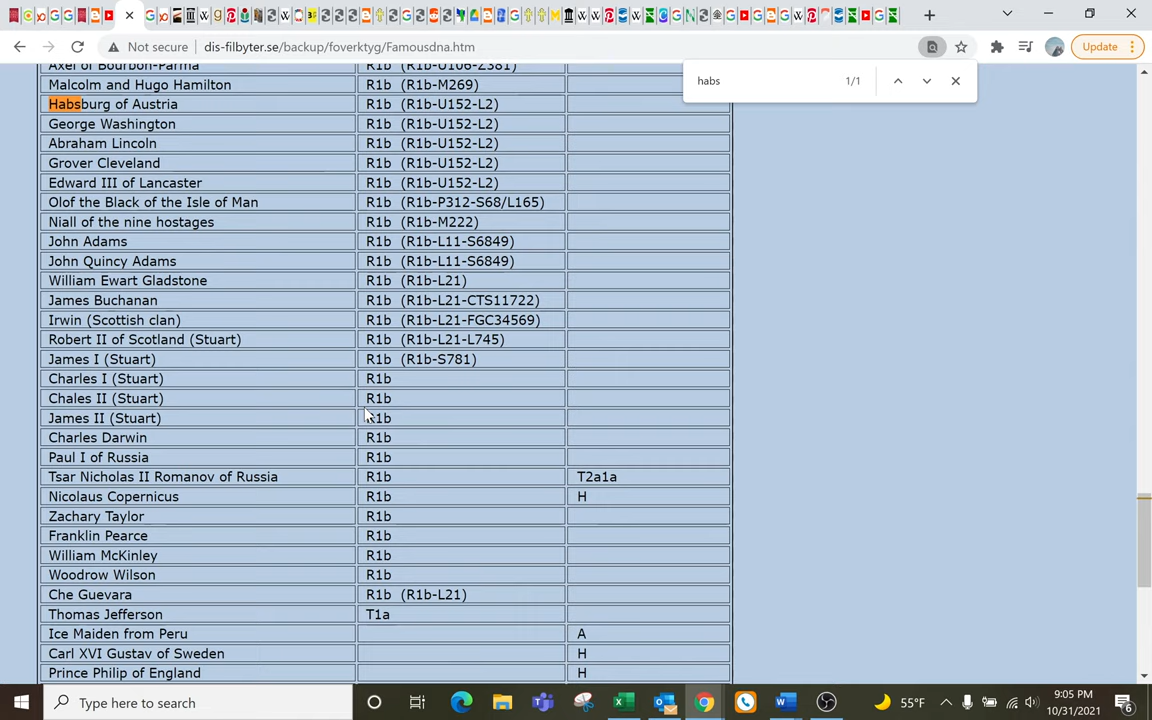 Not secure
dis-filbyter.se/backup/foverktyg/Famousdna.htm
Update
habs
1/1
Axel of Bourbon-Parma R1b (R1b-U106-Z381)
Malcolm and Hugo Hamilton R1b (R1b-M269)
Habsburg of Austria R1b (R1b-U152-L2)
George Washington R1b (R1b-U152-L2)
Abraham Lincoln R1b (R1b-U152-L2)
Grover Cleveland R1b (R1b-U152-L2)
Edward III of Lancaster R1b (R1b-U152-L2)
Olof the Black of the Isle of Man R1b (R1b-P312-S68/L165)
Niall of the nine hostages R1b (R1b-M222)
John Adams R1b (R1b-L11-S6849)
John Quincy Adams R1b (R1b-L11-S6849)
William Ewart Gladstone R1b (R1b-L21)
James Buchanan R1b (R1b-L21-CTS11722)
Irwin (Scottish clan) R1b (R1b-L21-FGC34569)
Robert II of Scotland (Stuart) R1b (R1b-L21-L745)
James I (Stuart) R1b (R1b-S781)
Charles I (Stuart) R1b
Chales II (Stuart) R1b
James II (Stuart) R1b
Charles Darwin R1b
Paul I of Russia R1b
Tsar Nicholas II Romanov of Russia R1b T2a1a
Nicolaus Copernicus R1b H
Zachary Taylor R1b
Franklin Pearce R1b
William McKinley R1b
Woodrow Wilson R1b
Che Guevara R1b (R1b-L21)
Thomas Jefferson T1a
Ice Maiden from Peru A
Carl XVI Gustav of Sweden H
Prince Philip of England H
Type here to search
55°F
9:05 PM
10/31/2021
6